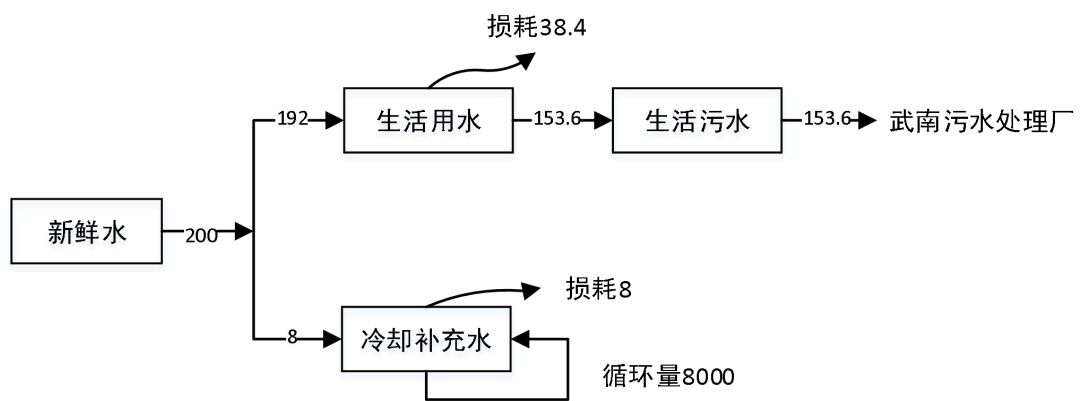 损耗38.4
192
生活用水
153.6
生活污水
153.6
武南污水处理厂
新鲜水
200
损耗8
8
冷却补充水
循环量8000